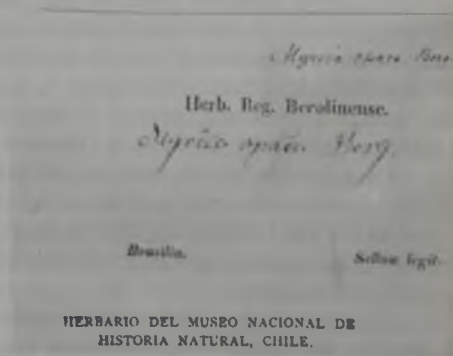 Myrcia opaca Berg
Herb. Reg. Berolinense.
Myrcia opaca Berg.
Brasilia.
Sellow legit.
HERBARIO DEL MUSEO NACIONAL DE
HISTORIA NATURAL, CHILE.